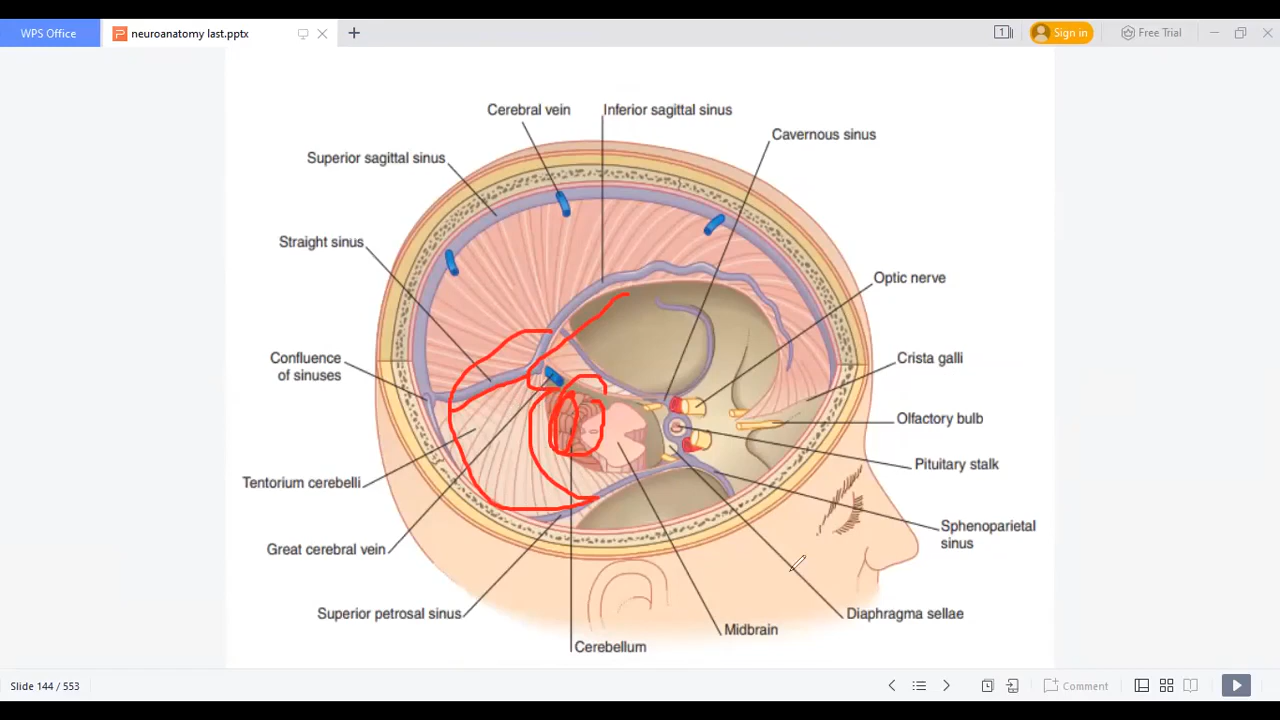 WPS Office
neuroanatomy last.pptx
1
Sign in
Free Trial
Cerebral vein
Inferior sagittal sinus
Cavernous sinus
Superior sagittal sinus
Straight sinus
Optic nerve
Confluence
of sinuses
Crista galli
Olfactory bulb
Pituitary stalk
Tentorium cerebelli
Sphenoparietal
sinus
Great cerebral vein
Superior petrosal sinus
Diaphragma sellae
Midbrain
Cerebellum
Slide 144 / 553
Comment